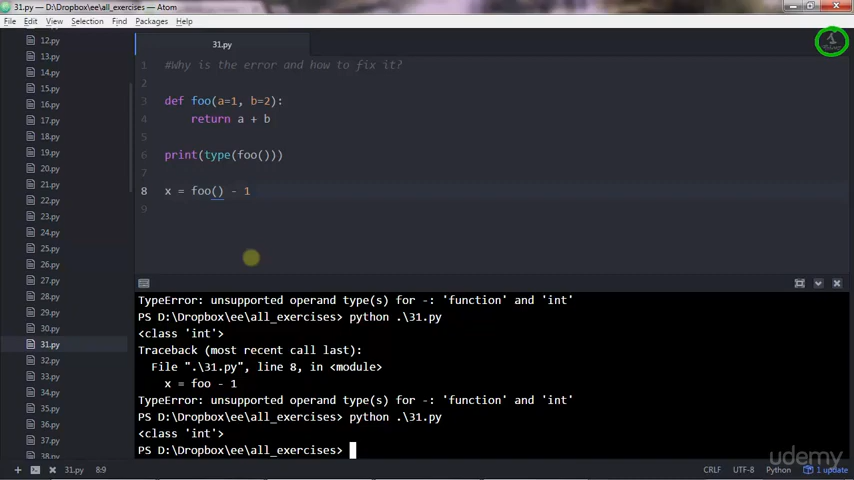 31.py — D:\Dropbox\ee\all_exercises — Atom
File Edit View Selection Find Packages Help
12.py
13.py
14.py
15.py
16.py
17.py
18.py
19.py
20.py
21.py
22.py
23.py
24.py
25.py
26.py
27.py
28.py
29.py
30.py
31.py
32.py
33.py
34.py
35.py
36.py
37.py
38.py
31.py
1 #Why is the error and how to fix it?
2
3 def foo(a=1, b=2):
4 return a + b
5
6 print(type(foo()))
7
8 x = foo() - 1
9
TypeError: unsupported operand type(s) for -: 'function' and 'int'
PS D:\Dropbox\ee\all_exercises> python .\31.py
<class 'int'>
Traceback (most recent call last):
File ".\31.py", line 8, in <module>
x = foo - 1
TypeError: unsupported operand type(s) for -: 'function' and 'int'
PS D:\Dropbox\ee\all_exercises> python .\31.py
<class 'int'>
PS D:\Dropbox\ee\all_exercises>
udemy
31.py 8:9 CRLF UTF-8 Python 1 update